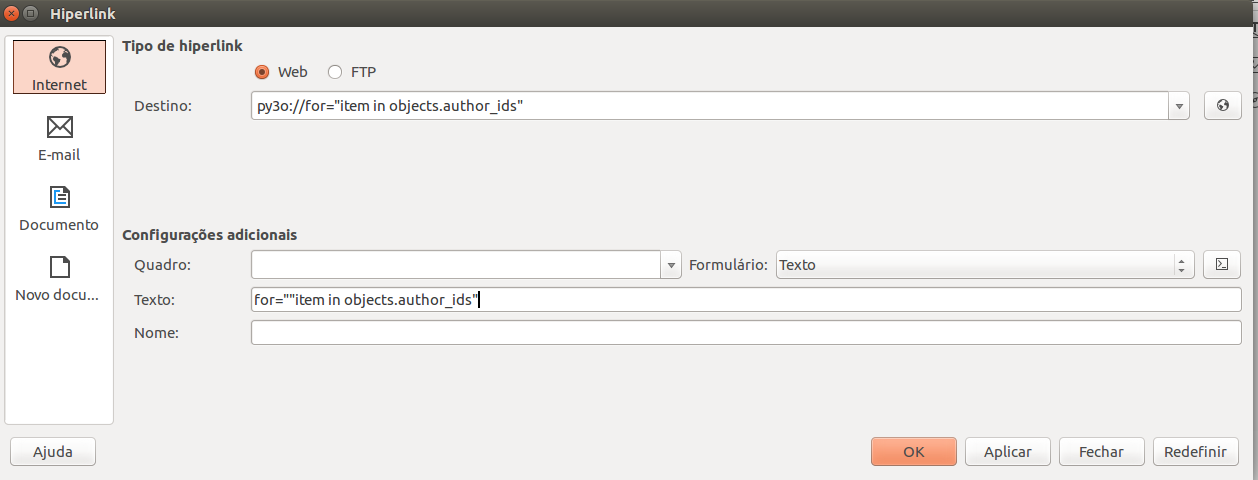 Hiperlink
Internet
E-mail
Documento
Novo docu...
Tipo de hiperlink
Web FTP
Destino: py3o://for="item in objects.author_ids"
Configurações adicionais
Quadro: Formulário: Texto
Texto: for=""item in objects.author_ids"
Nome:
Ajuda OK Aplicar Fechar Redefinir